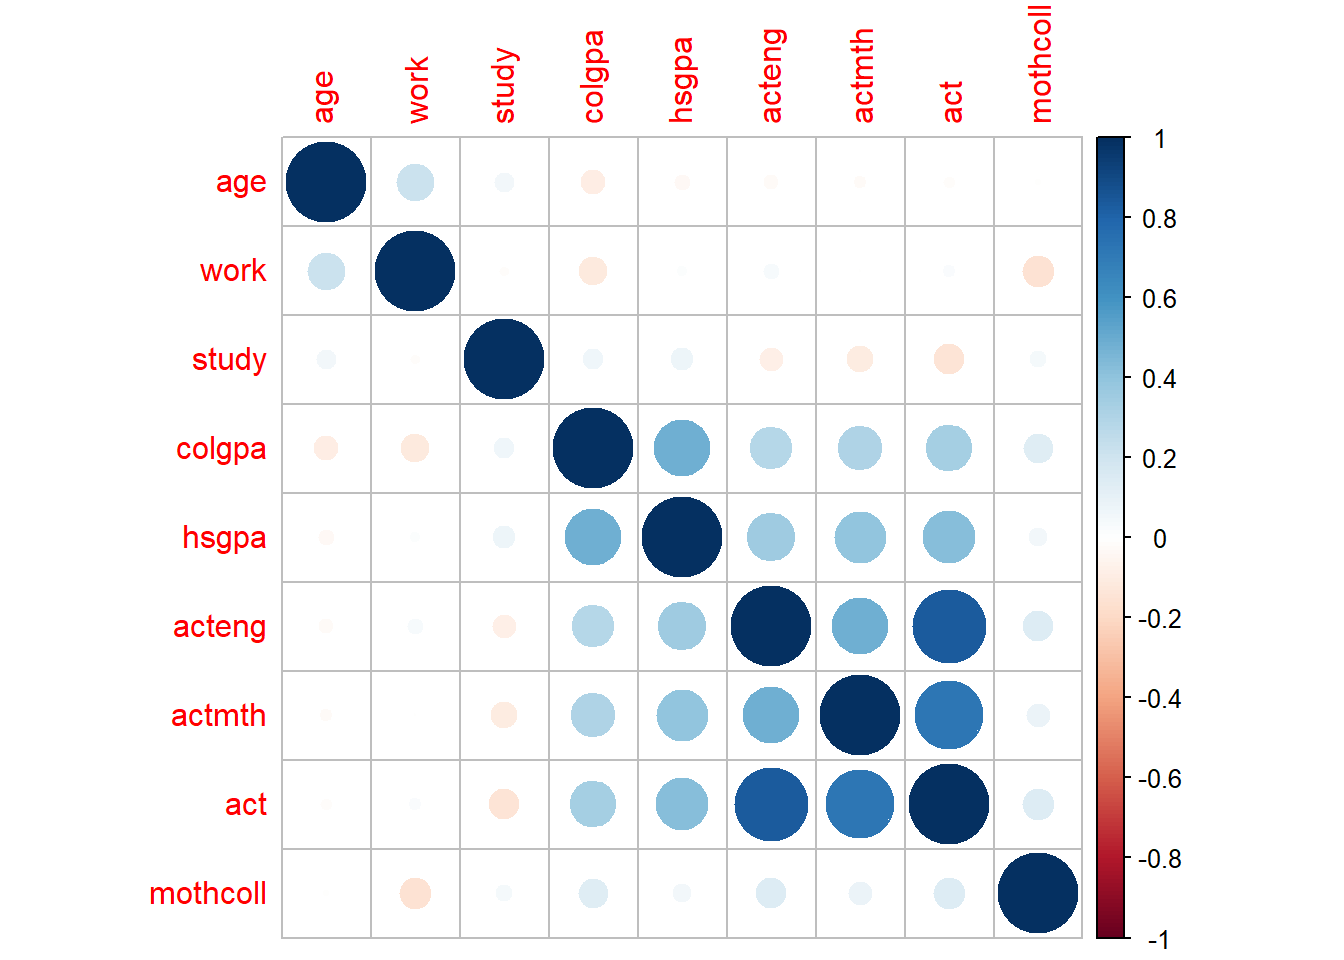 age
work
study
colgpa
hsgpa
acteng
actmth
act
mothcoll
age
work
study
colgpa
hsgpa
acteng
actmth
act
mothcoll
1
0.8
0.6
0.4
0.2
0
-0.2
-0.4
-0.6
-0.8
-1